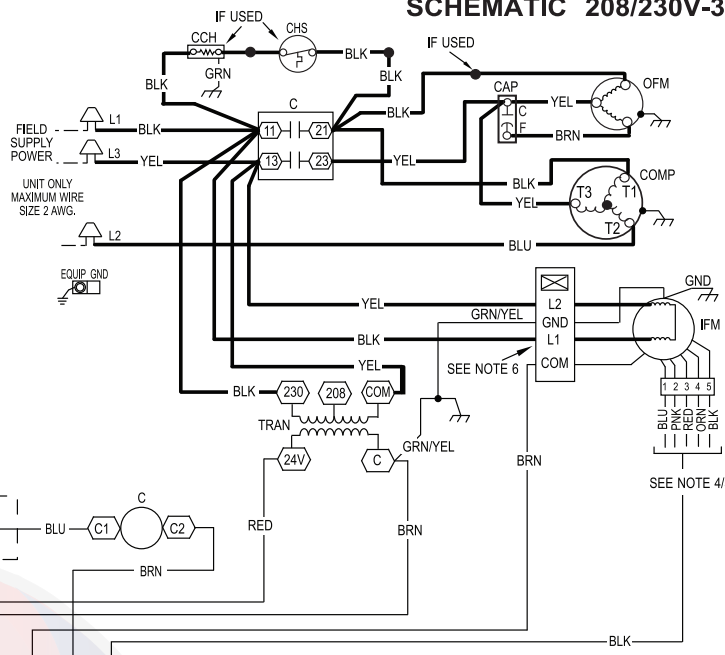 SCHEMATIC 208/230V-3
IF USED
CCH
CHS
BLK
IF USED
GRN
BLK
BLK
CAP
OFM
C
BLK
YEL
C
FIELD
SUPPLY
POWER
L1
BLK
11
21
F
BRN
L3
YEL
13
23
YEL
COMP
UNIT ONLY
MAXIMUM WIRE
SIZE 2 AWG.
BLK
T3
T1
YEL
T2
L2
BLU
EQUIP GND
GND
YEL
L2
GRN/YEL
GND
IFM
BLK
L1
SEE NOTE 6
COM
YEL
BLK
230
208
COM
1 2 3 4 5
TRAN
BLU
PNK
RED
ORN
BLK
GRN/YEL
24V
C
BRN
SEE NOTE 4/
C
BLU
C1
C2
RED
BRN
BRN
BLK